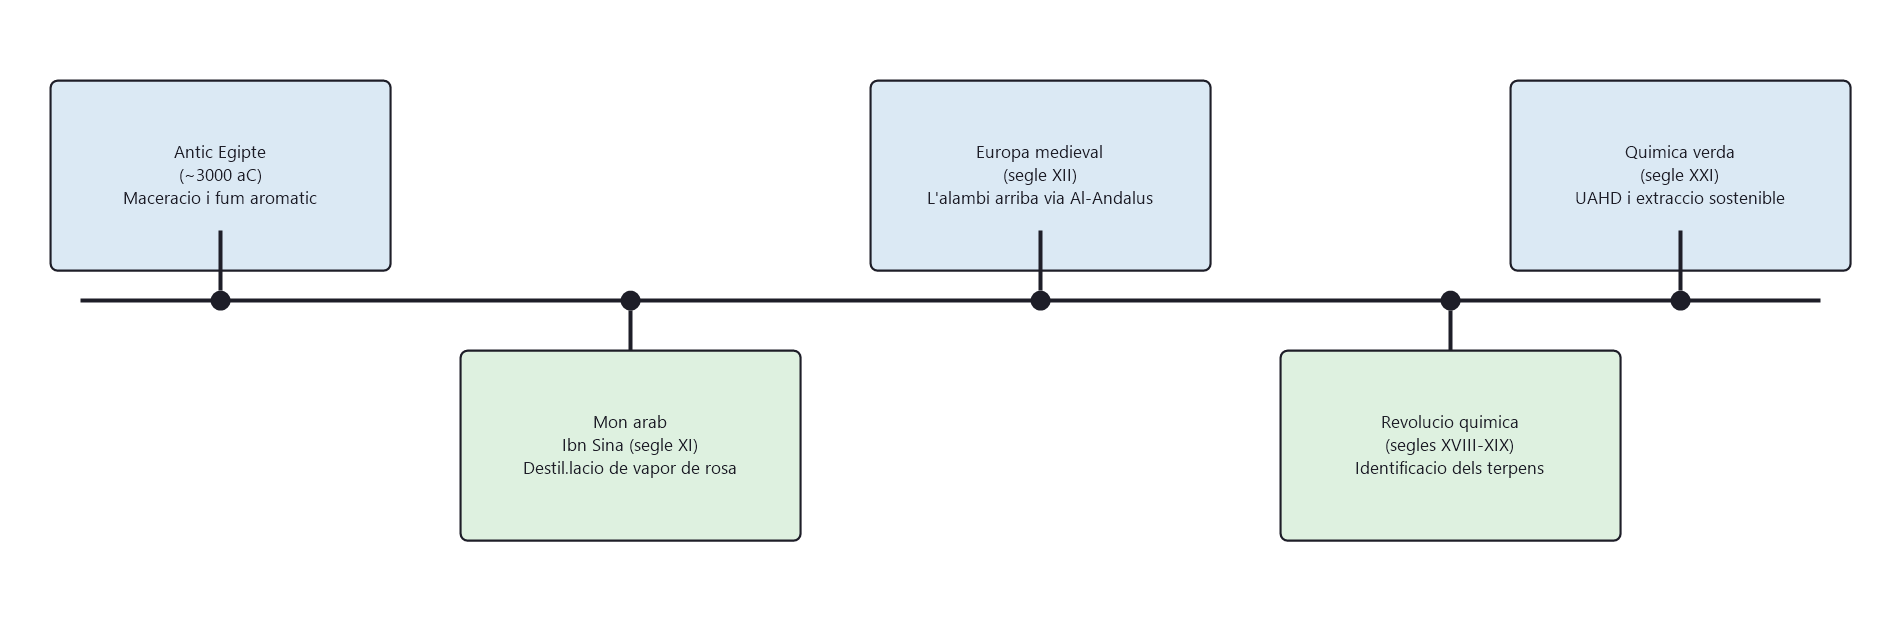 Antic Egipte
(~3000 aC)
Maceracio i fum aromatic
Mon arab
Ibn Sina (segle XI)
Destil.lacio de vapor de rosa
Europa medieval
(segle XII)
L'alambi arriba via Al-Andalus
Revolucio quimica
(segles XVIII-XIX)
Identificacio dels terpens
Quimica verda
(segle XXI)
UAHD i extraccio sostenible